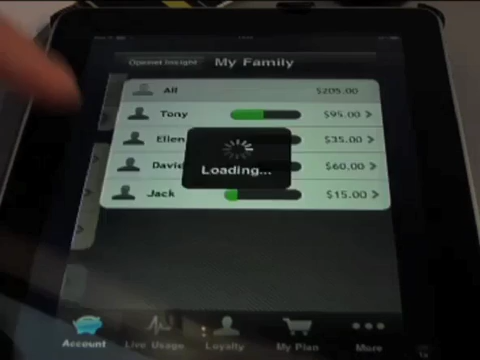 Openet Insight
My Family
All $205.00
Tony $95.00
Ellen $35.00
David $60.00
Loading...
Jack $15.00
Account Live Usage Loyalty My Plan More